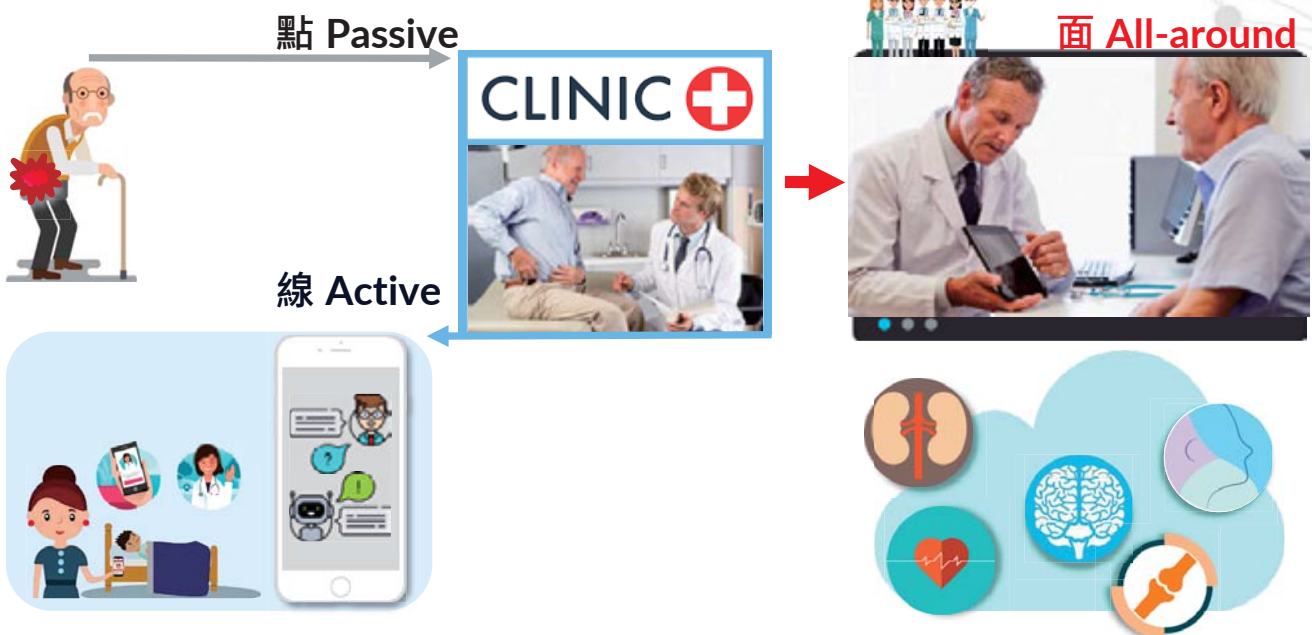 點 Passive
面 All-around
CLINIC
線 Active
?
!